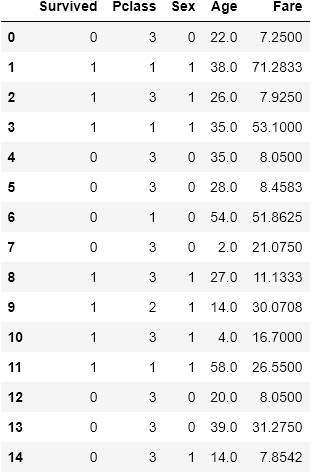 Survived Pclass Sex Age Fare
0 0 3 0 22.0 7.2500
1 1 1 1 38.0 71.2833
2 1 3 1 26.0 7.9250
3 1 1 1 35.0 53.1000
4 0 3 0 35.0 8.0500
5 0 3 0 28.0 8.4583
6 0 1 0 54.0 51.8625
7 0 3 0 2.0 21.0750
8 1 3 1 27.0 11.1333
9 1 2 1 14.0 30.0708
10 1 3 1 4.0 16.7000
11 1 1 1 58.0 26.5500
12 0 3 0 20.0 8.0500
13 0 3 0 39.0 31.2750
14 0 3 1 14.0 7.8542